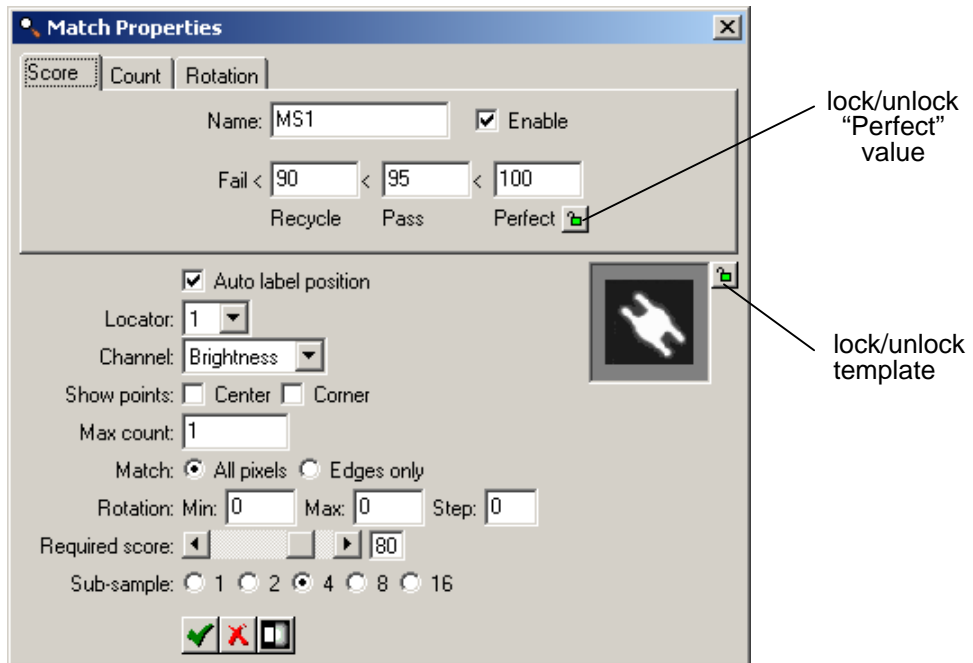 Match Properties
Score Count Rotation
Name: MS1 Enable
Fail < 90 < 95 < 100
Recycle Pass Perfect
lock/unlock
“Perfect”
value
Auto label position
Locator: 1
Channel: Brightness
Show points: Center Corner
Max count: 1
Match: All pixels Edges only
Rotation: Min: 0 Max: 0 Step: 0
Required score: 80
Sub-sample: 1 2 4 8 16
lock/unlock
template